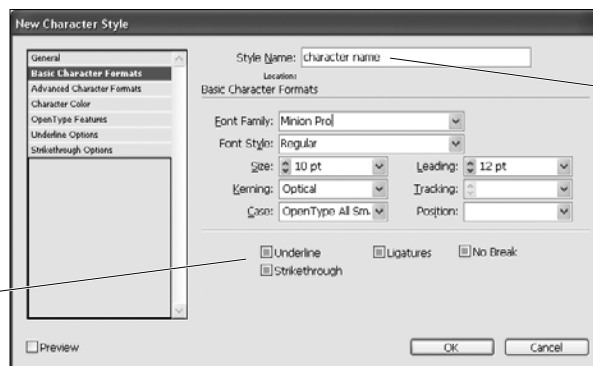 New Character Style
General
Basic Character Formats
Advanced Character Formats
Character Color
OpenType Features
Underline Options
Strikethrough Options
Style Name: character name
Location:
Basic Character Formats
Font Family: Minion Pro
Font Style: Regular
Size: 10 pt Leading: 12 pt
Kerning: Optical Tracking:
Case: OpenType All Sm Position:
Underline Ligatures No Break
Strikethrough
Preview OK Cancel